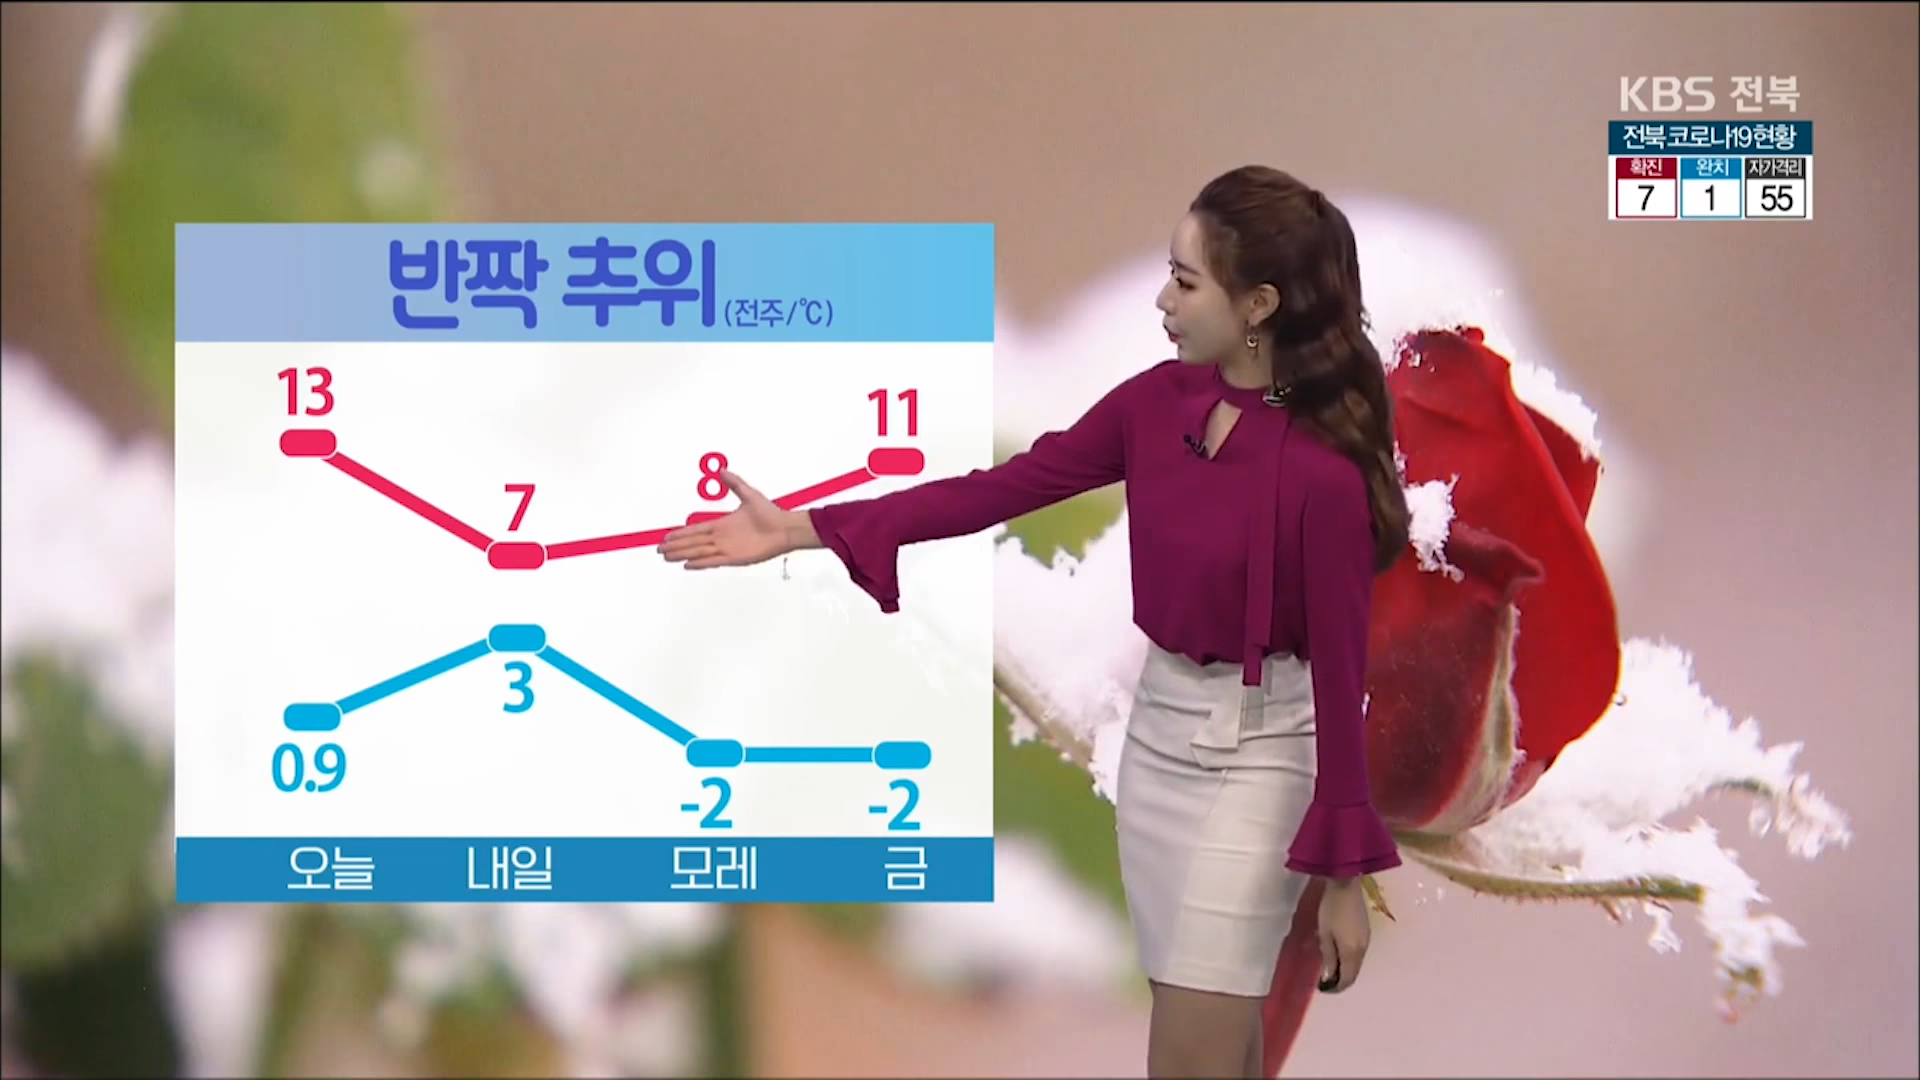 KBS 전북
전북 코로나19 현황
확진 완치 자가격리
7 1 55
반짝 추위 (전주/℃)
13 7 8 11
0.9 3 -2 -2
오늘 내일 모레 금